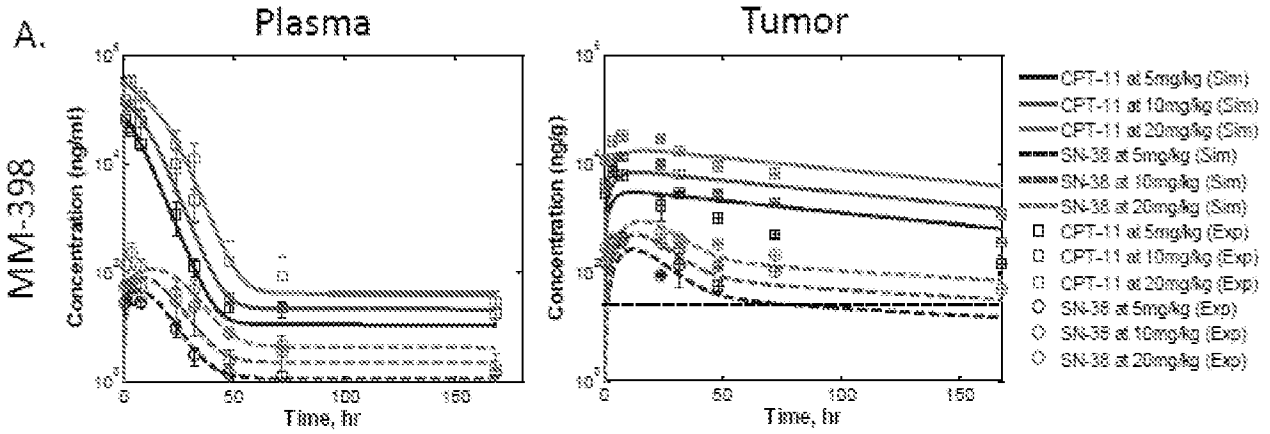 A.
Plasma
Tumor
MM-398
Concentration (ng/ml)
Concentration (ng/g)
0
50
100
150
Time, hr
0
50
100
150
Time, hr
CPT-11 at 5mg/kg (Sim)
CPT-11 at 10mg/kg (Sim)
CPT-11 at 20mg/kg (Sim)
SN-38 at 5mg/kg (Sim)
SN-38 at 10mg/kg (Sim)
SN-38 at 20mg/kg (Sim)
CPT-11 at 5mg/kg (Exp)
CPT-11 at 10mg/kg (Exp)
CPT-11 at 20mg/kg (Exp)
SN-38 at 5mg/kg (Exp)
SN-38 at 10mg/kg (Exp)
SN-38 at 20mg/kg (Exp)